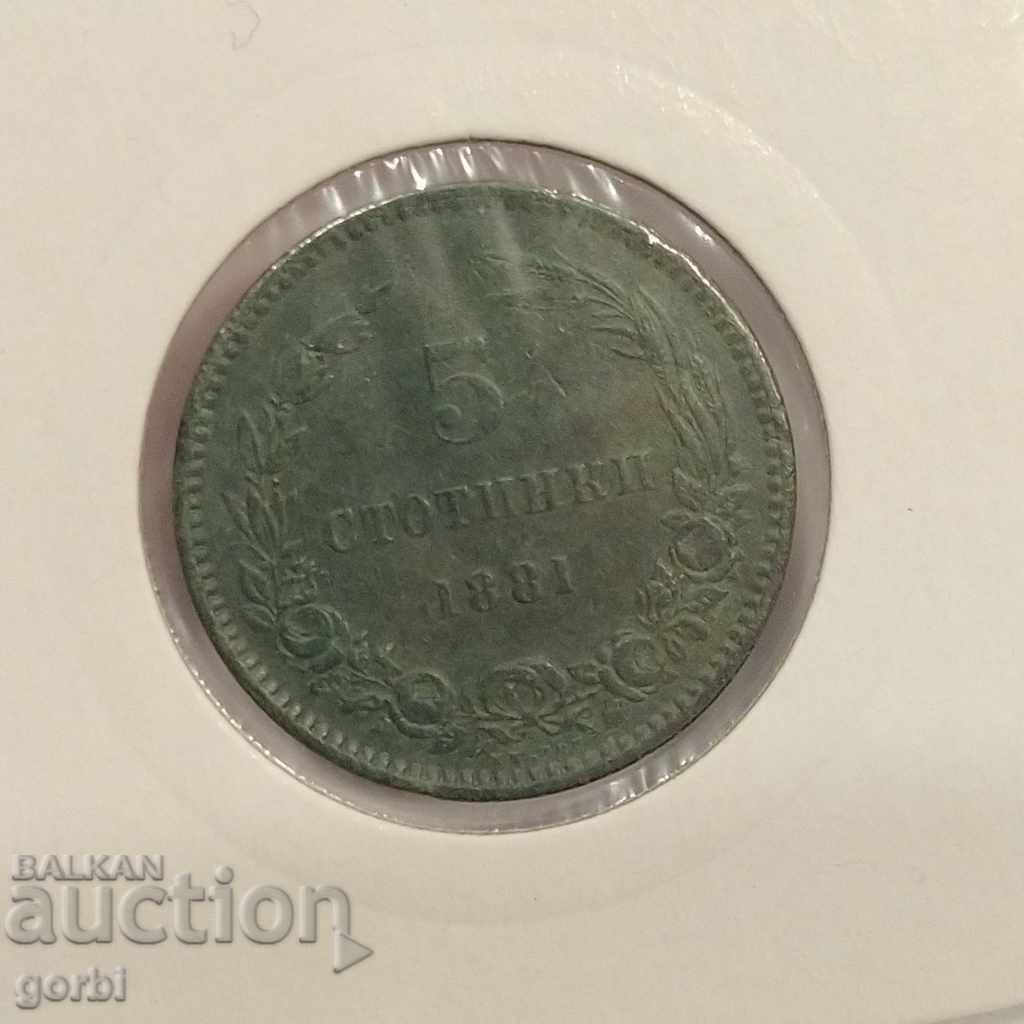 5
СТОТИНКИ
1881
BALKAN
auction
gorbi